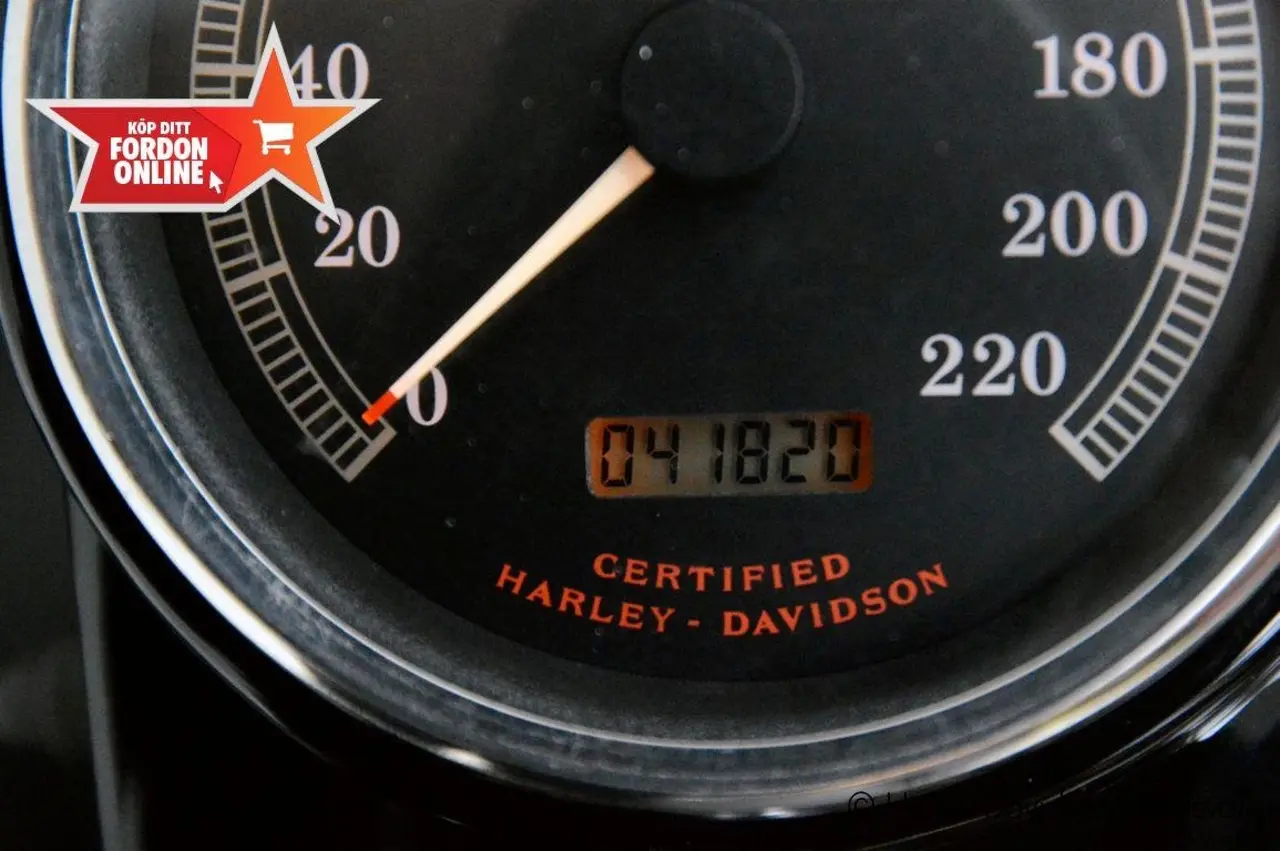 40
180
KÖP DITT
FORDON
ONLINE
20
200
0
220
041820
CERTIFIED
HARLEY - DAVIDSON